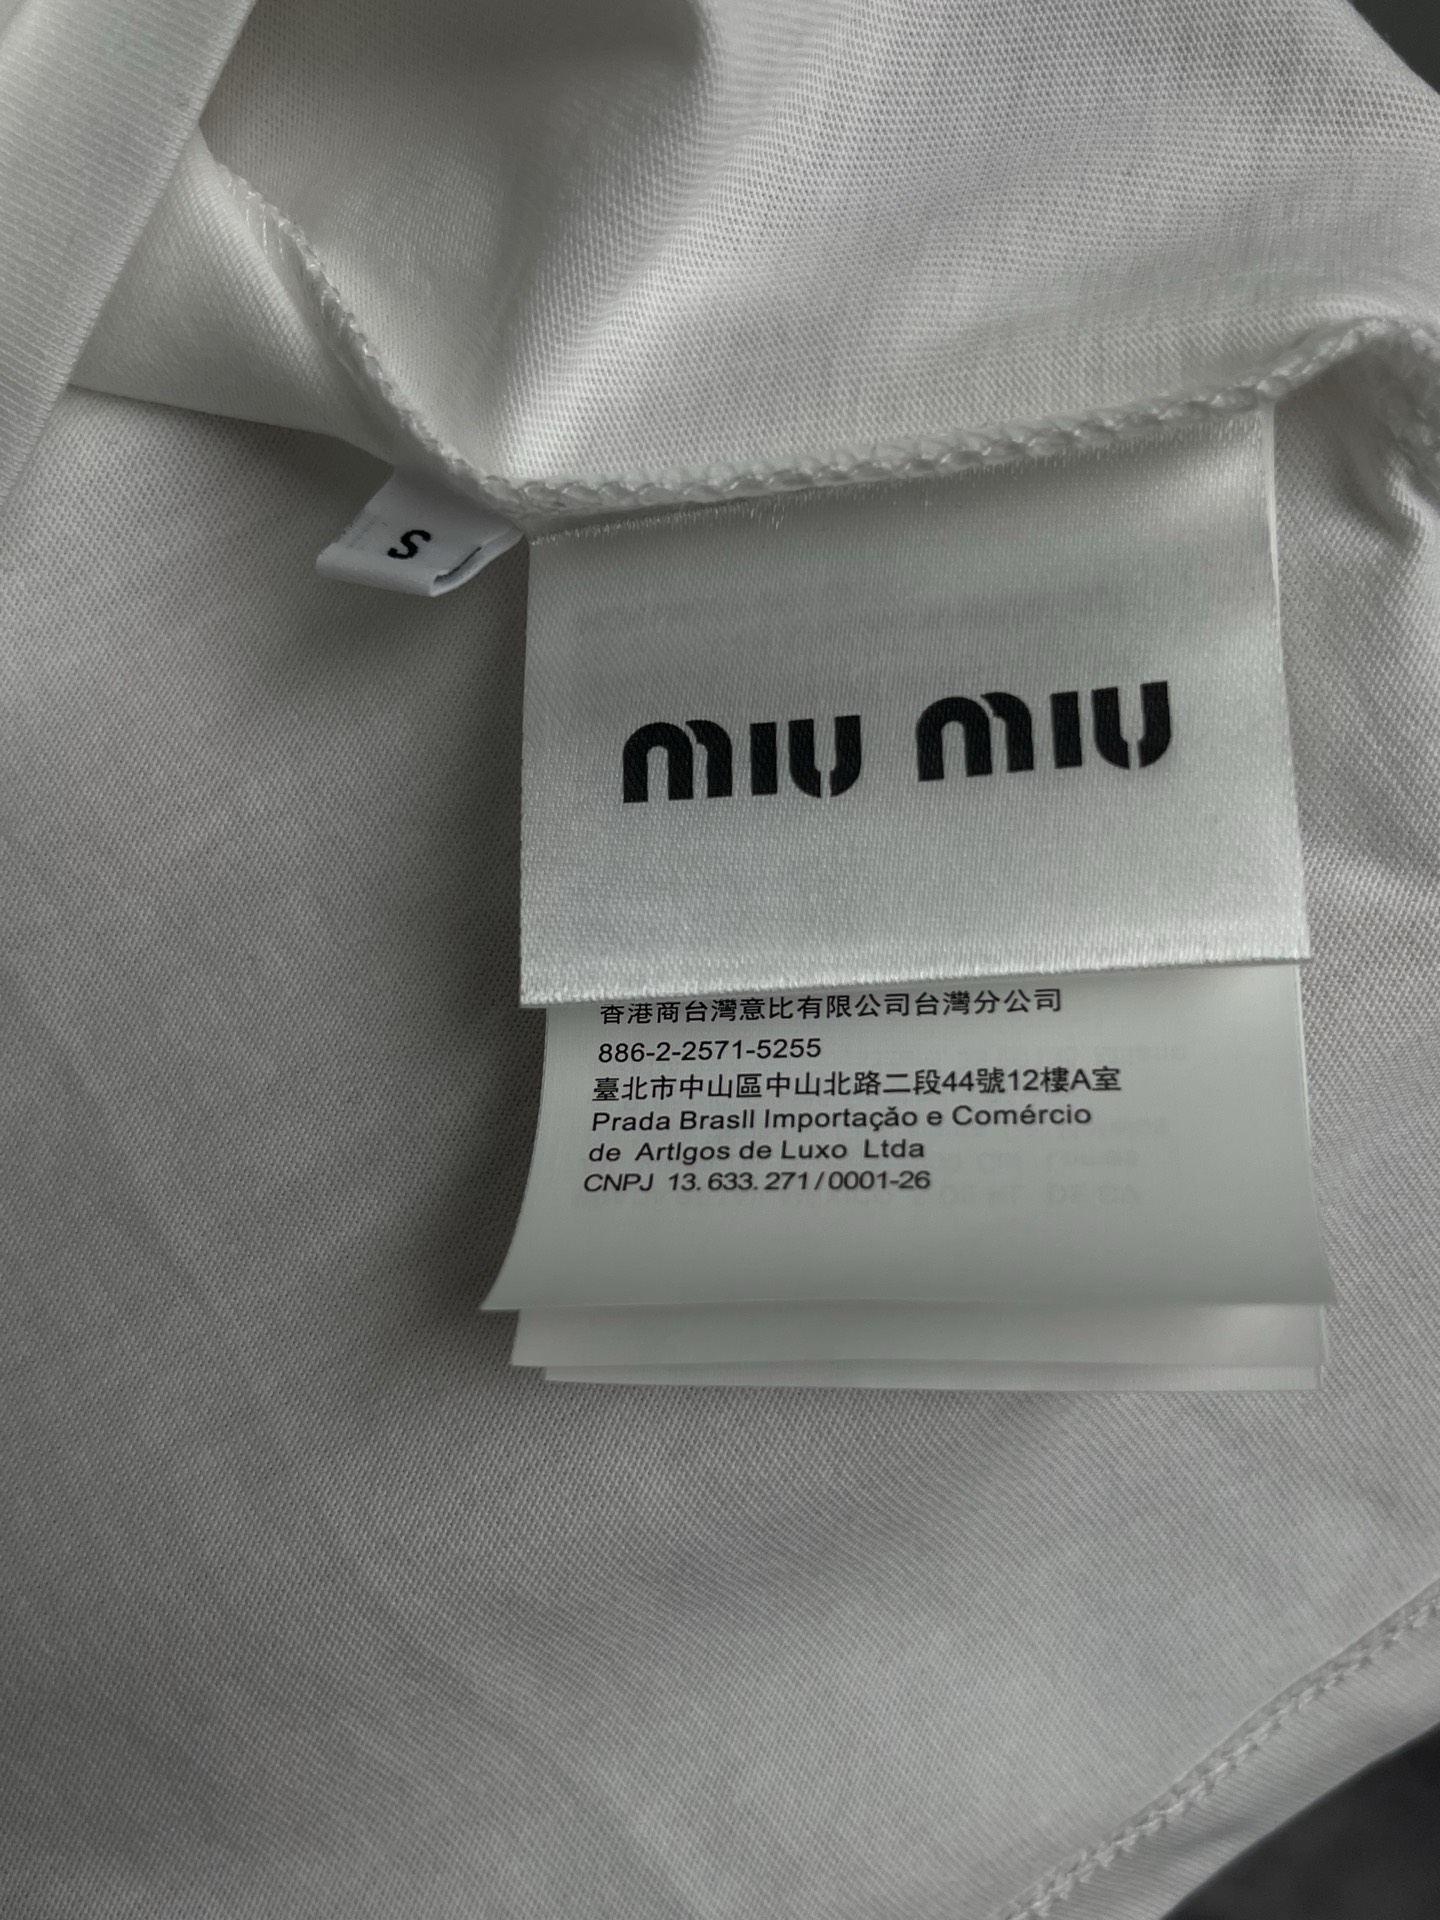 S
miu miu
香港商台灣意比有限公司台灣分公司
886-2-2571-5255
臺北市中山區中山北路二段44號12樓A室
Prada BrasIl Importaçăo e Comércio
de ArtIgos de Luxo Ltda
CNPJ 13. 633. 271/0001-26